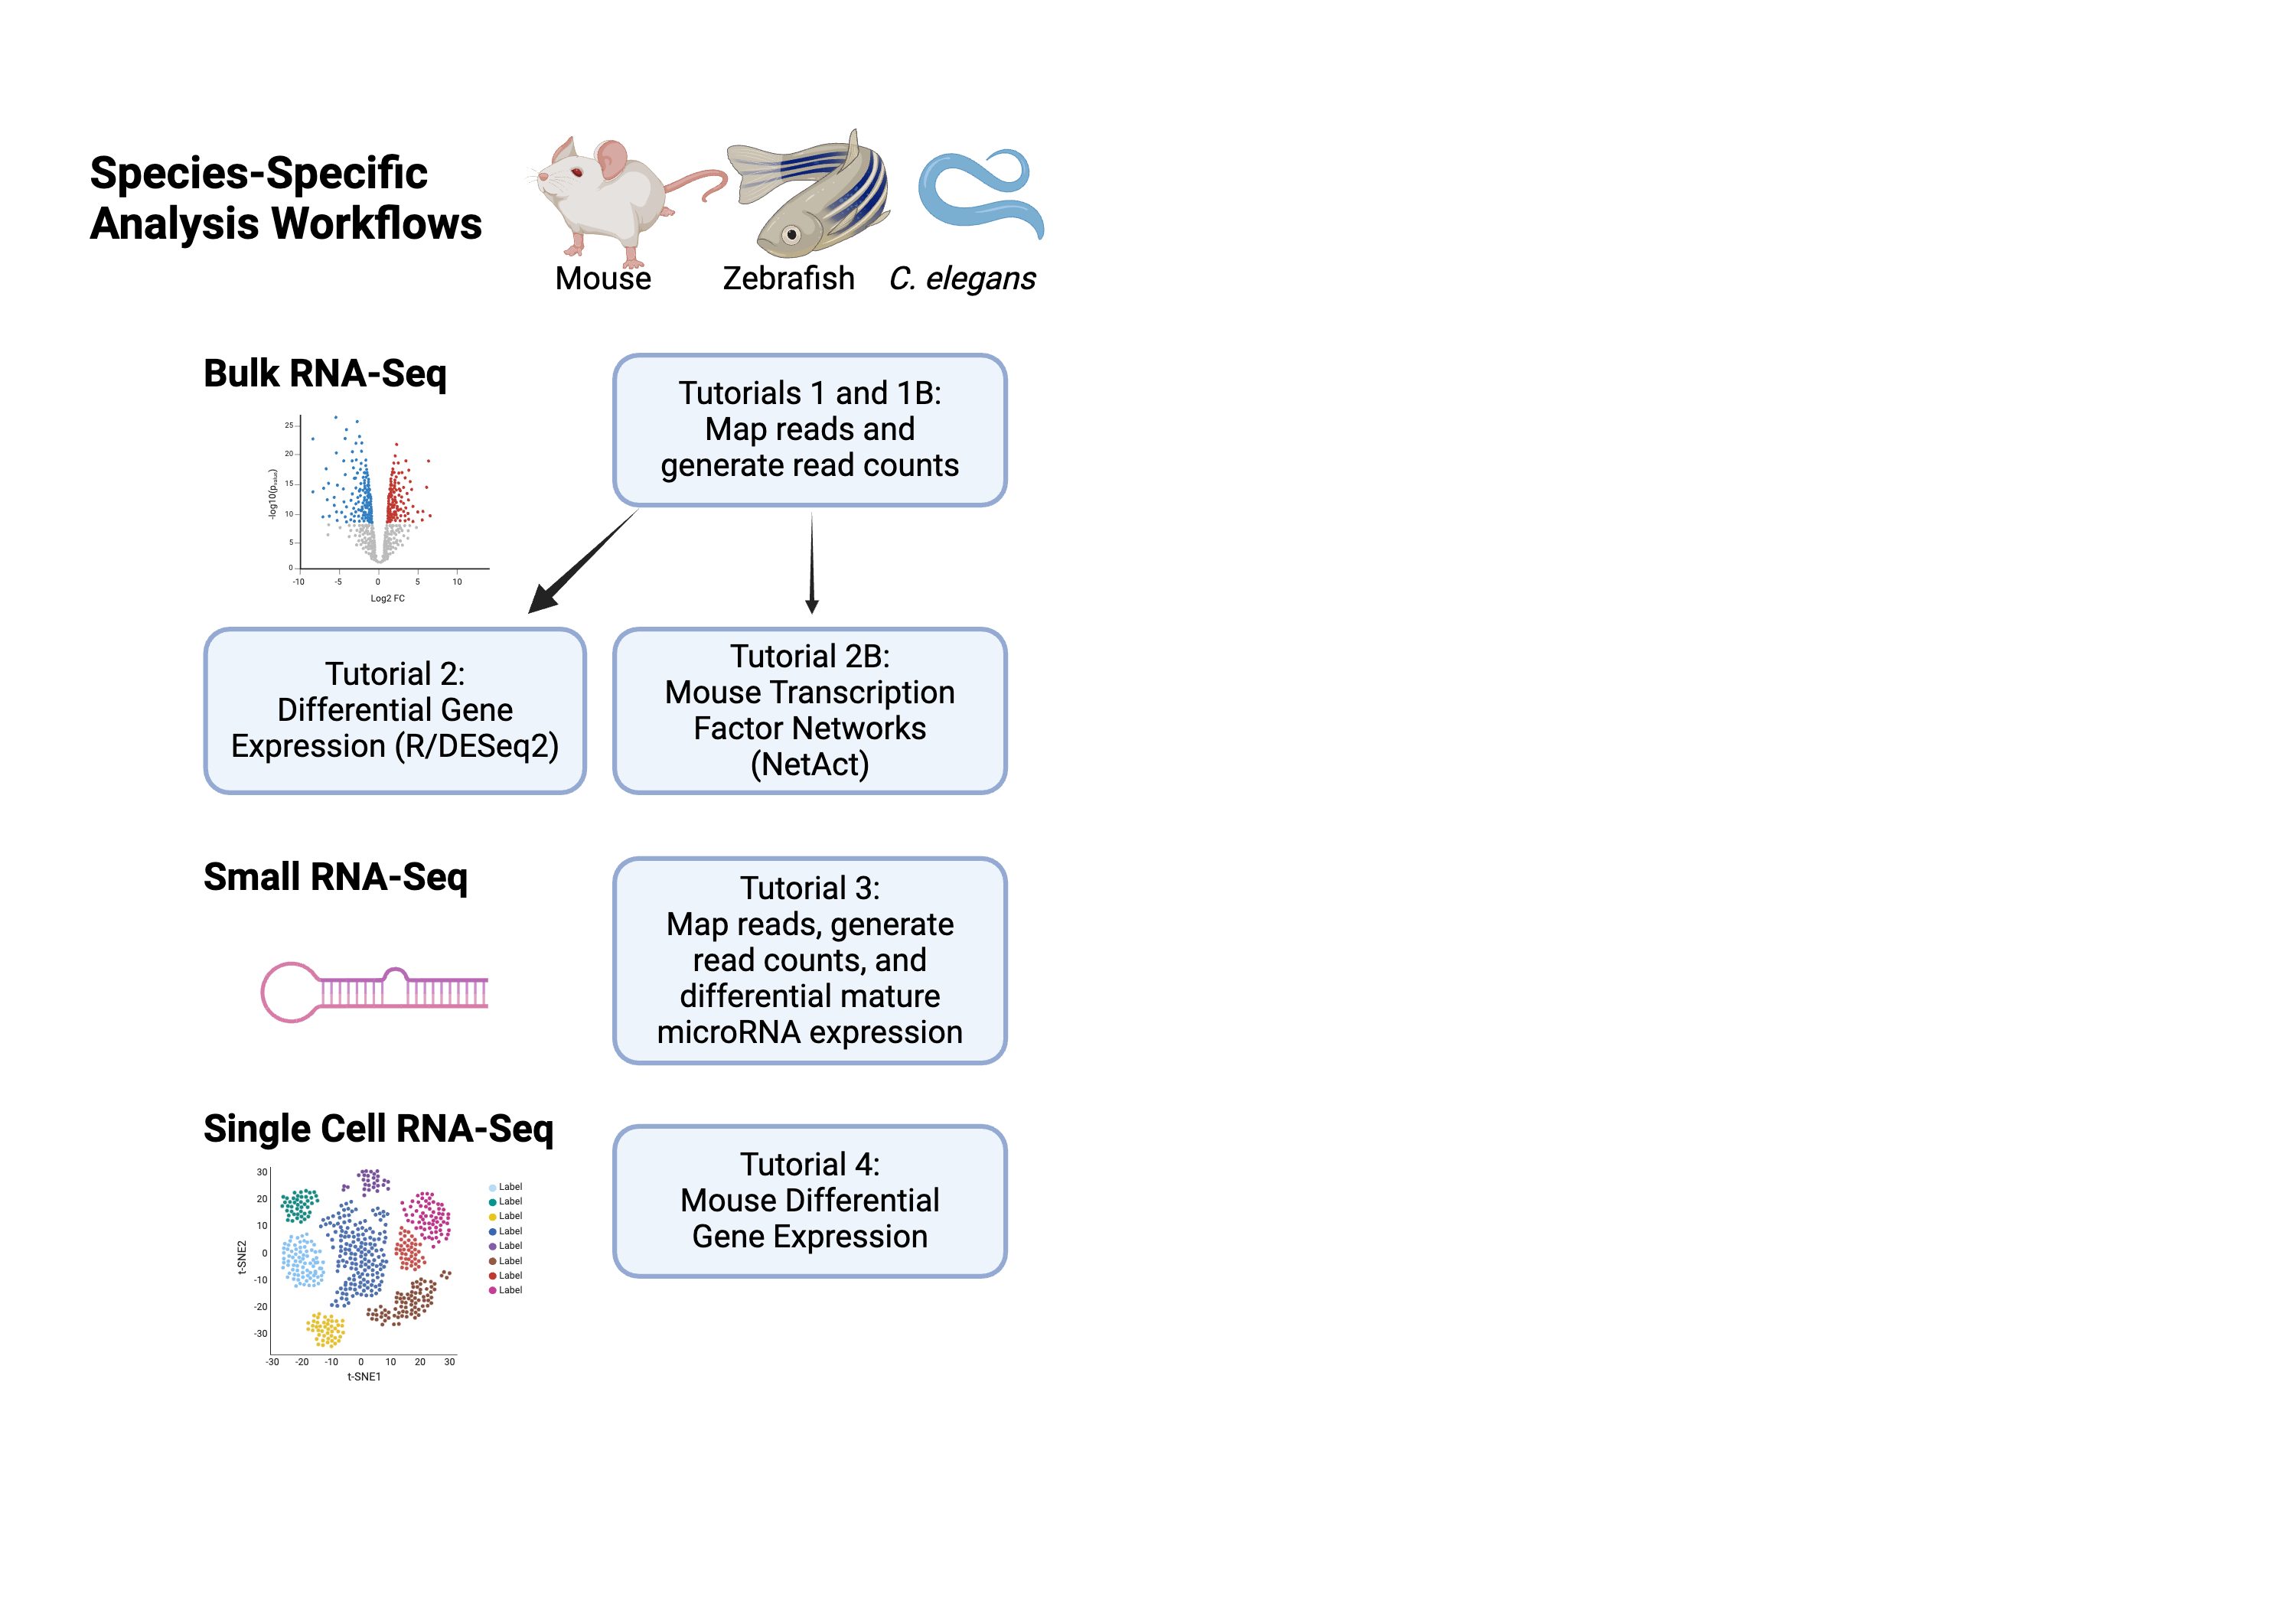 Species-Specific
Analysis Workflows
Mouse
Zebrafish
C. elegans
Bulk RNA-Seq
25
20
15
10
5
0
-log10(pvalue)
-10
-5
0
5
10
Log2 FC
Tutorials 1 and 1B:
Map reads and
generate read counts
Tutorial 2:
Differential Gene
Expression (R/DESeq2)
Tutorial 2B:
Mouse Transcription
Factor Networks
(NetAct)
Small RNA-Seq
Tutorial 3:
Map reads, generate
read counts, and
differential mature
microRNA expression
Single Cell RNA-Seq
30
20
10
0
-10
-20
-30
t-SNE2
-30
-20
-10
0
10
20
30
t-SNE1
Label
Label
Label
Label
Label
Label
Label
Label
Tutorial 4:
Mouse Differential
Gene Expression